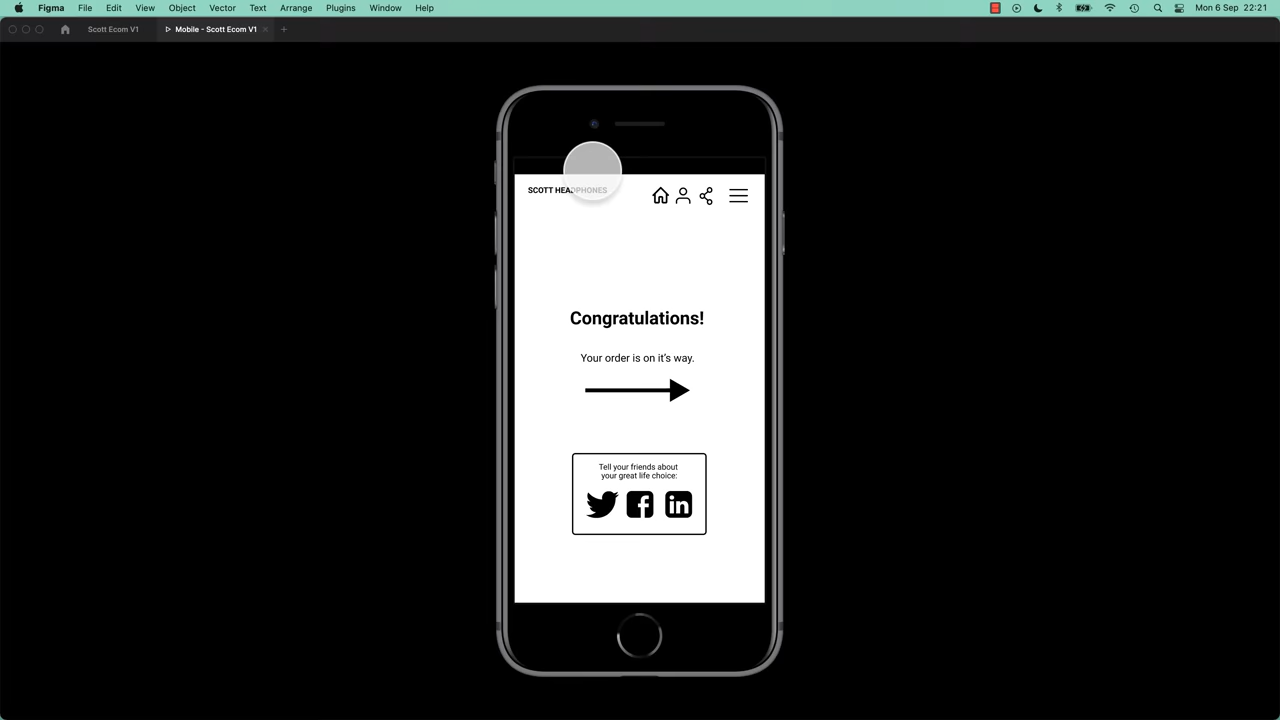 Figma File Edit View Object Vector Text Arrange Plugins Window Help Mon 6 Sep 22:21
Scott Ecom V1 Mobile - Scott Ecom V1
SCOTT HEADPHONES
Congratulations!
Your order is on it's way.
Tell your friends about
your great life choice: